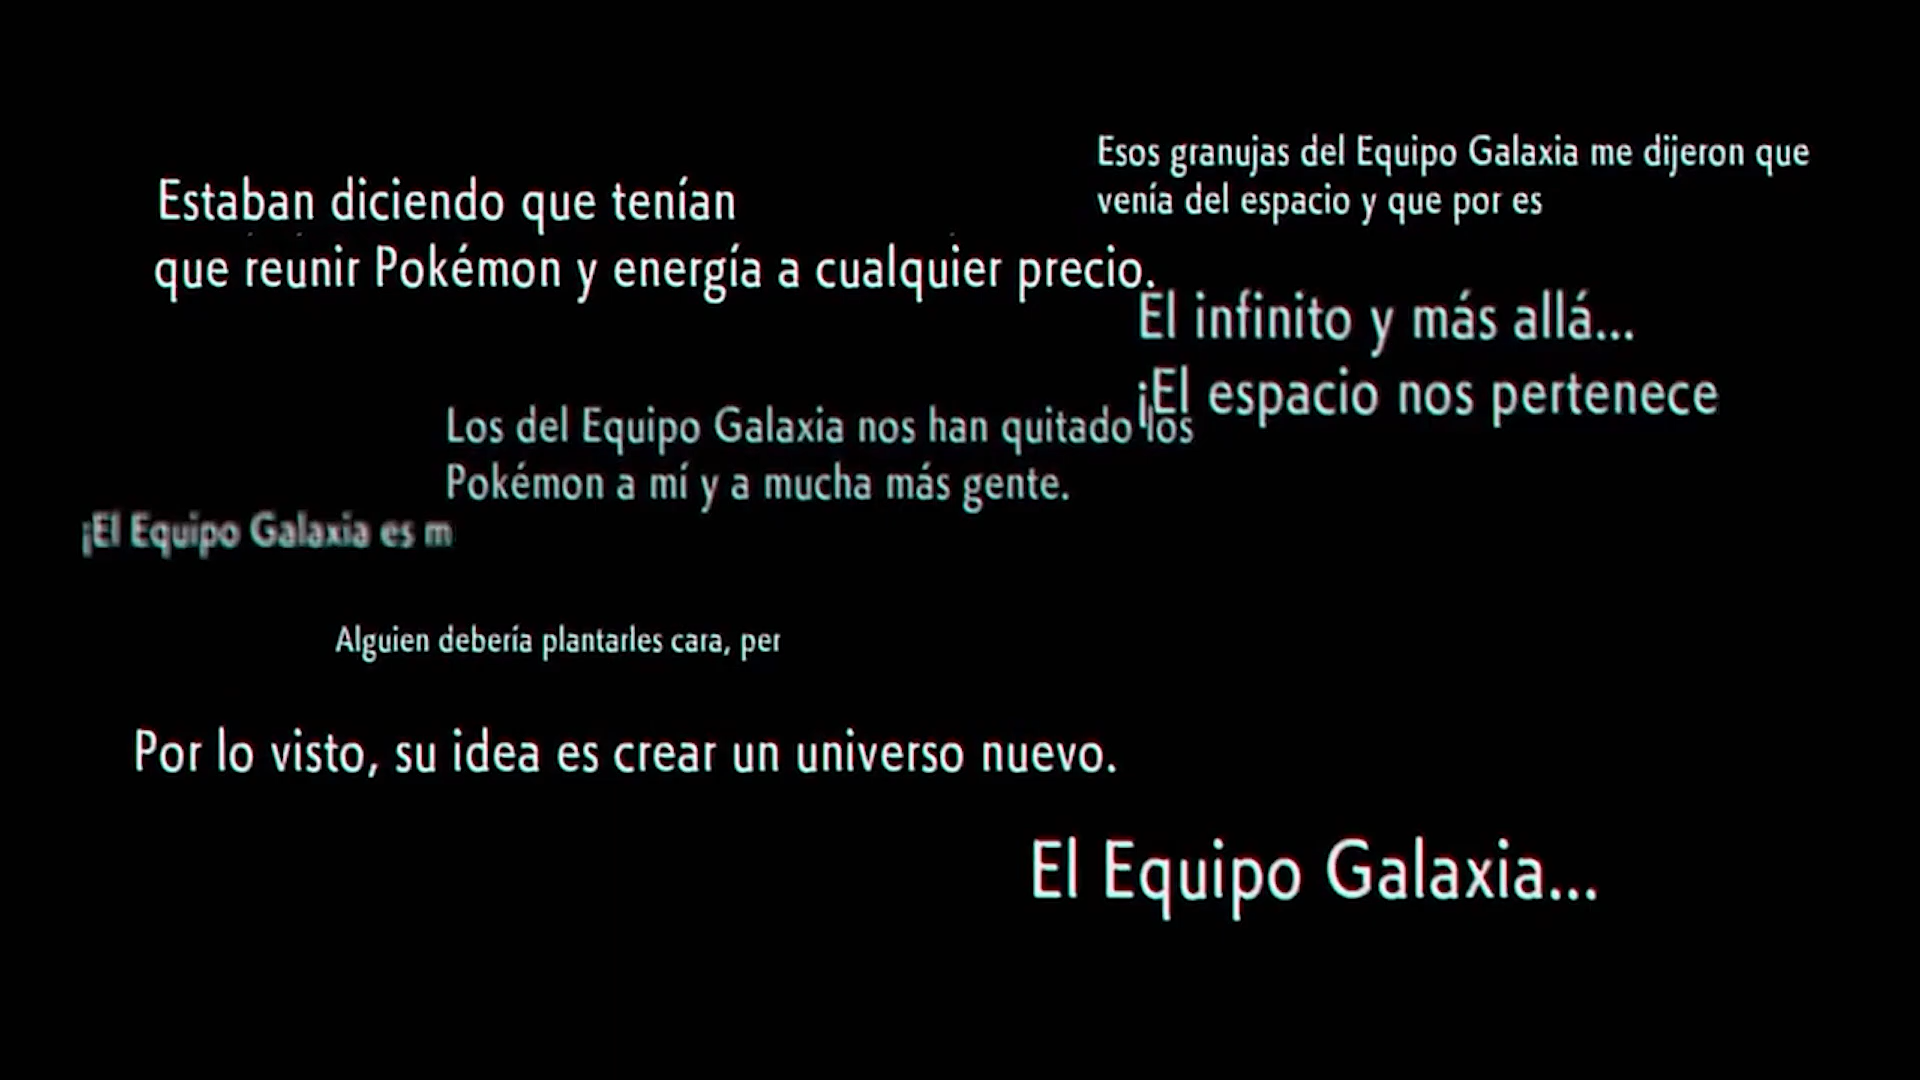 Estaban diciendo que tenían
que reunir Pokémon y energía a cualquier precio.
Esos granujas del Equipo Galaxia me dijeron que
venía del espacio y que por es
El infinito y más allá...
¡El espacio nos pertenece
Los del Equipo Galaxia nos han quitado los
Pokémon a mí y a mucha más gente.
¡El Equipo Galaxia es m
Alguien debería plantarles cara, per
Por lo visto, su idea es crear un universo nuevo.
El Equipo Galaxia...